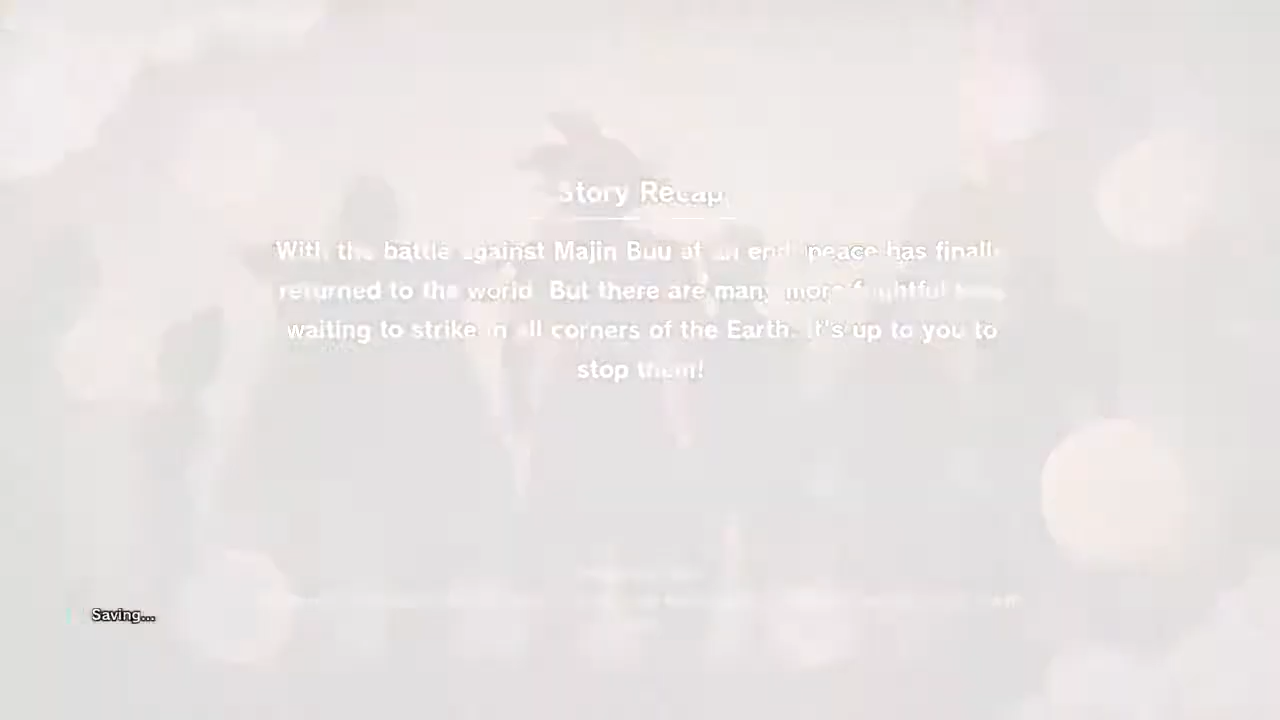 Story Recap
With the battle against Majin Buu at an end, peace has finally
returned to the world. But there are many more frightful
waiting to strike in all corners of the Earth. It's up to you to
stop them!
Saving...